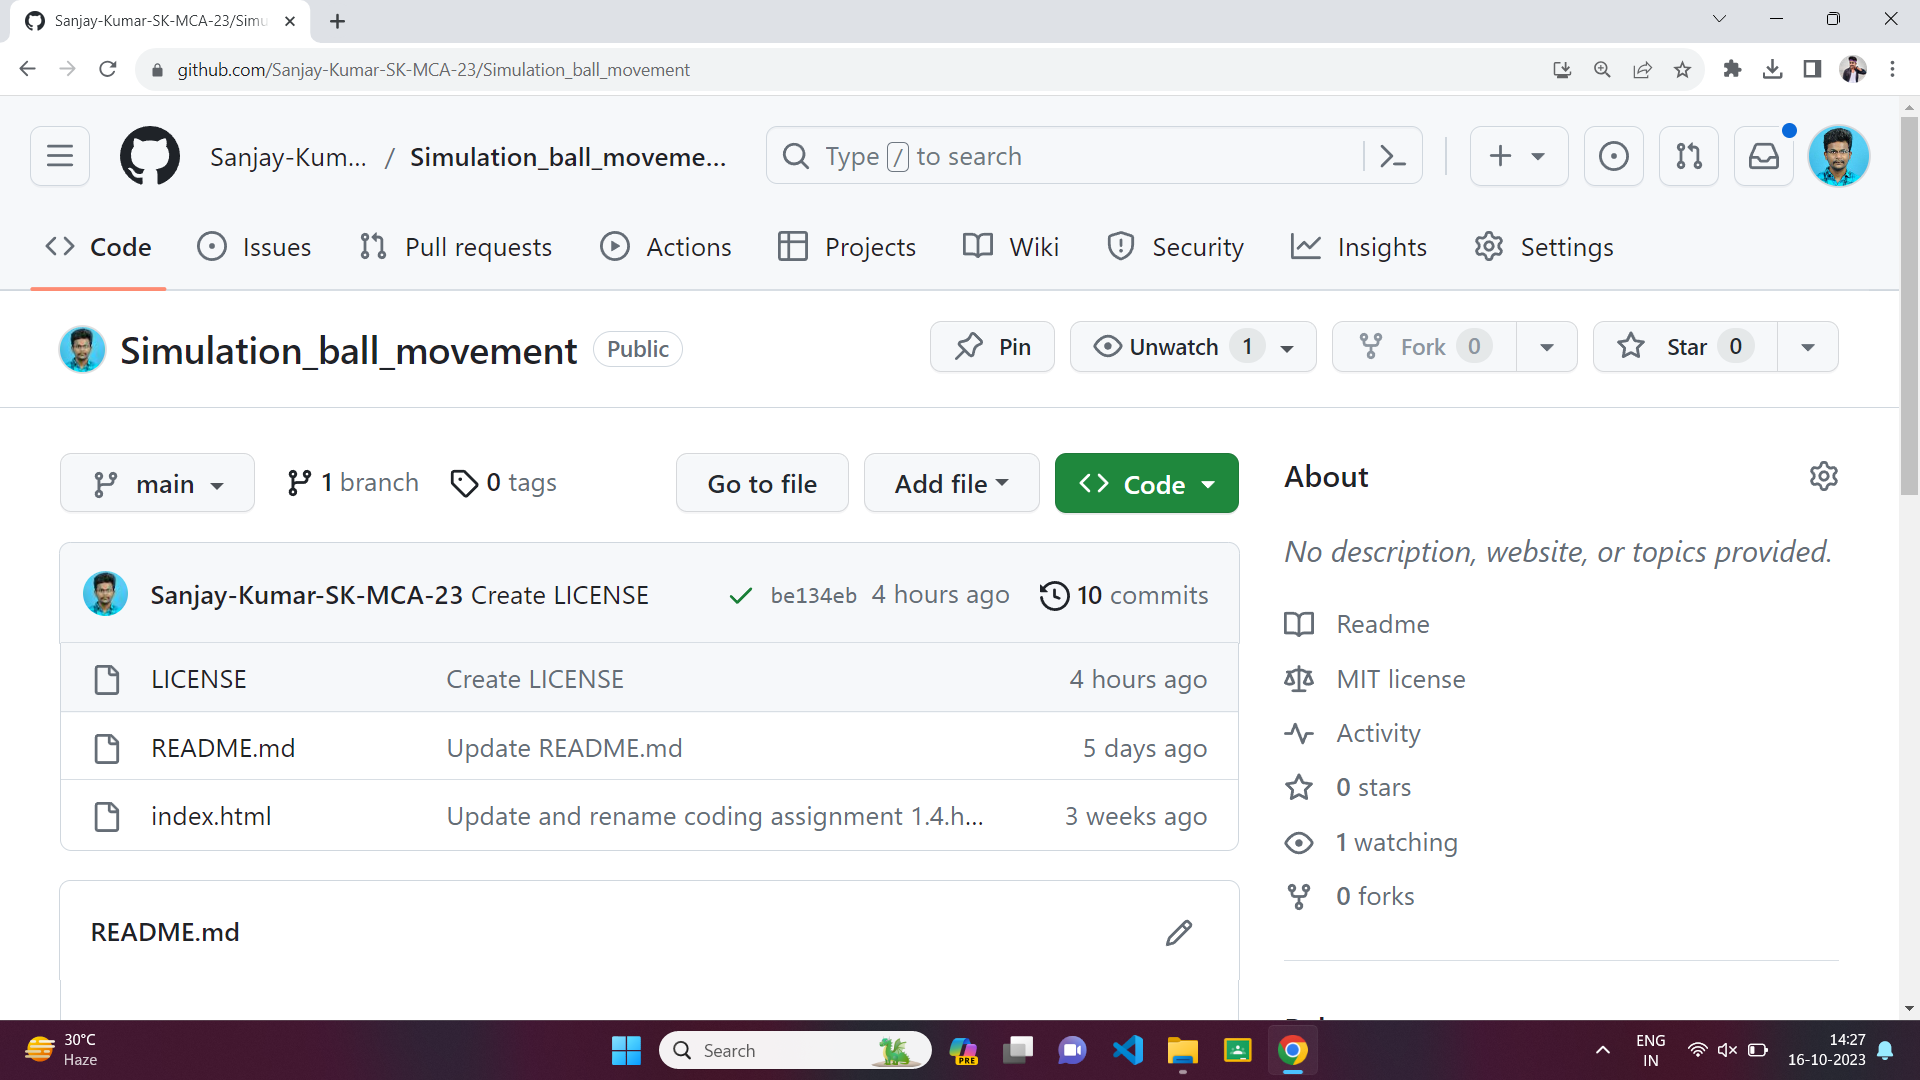 Sanjay-Kumar-SK-MCA-23/Simu
github.com/Sanjay-Kumar-SK-MCA-23/Simulation_ball_movement
Sanjay-Kum... / Simulation_ball_moveme...
Type / to search
Code Issues Pull requests Actions Projects Wiki Security Insights Settings
Simulation_ball_movement Public
Pin Unwatch 1 Fork 0 Star 0
main 1 branch 0 tags Go to file Add file Code
About
No description, website, or topics provided.
Sanjay-Kumar-SK-MCA-23 Create LICENSE be134eb 4 hours ago 10 commits
LICENSE Create LICENSE 4 hours ago
README.md Update README.md 5 days ago
index.html Update and rename coding assignment 1.4.h... 3 weeks ago
Readme
MIT license
Activity
0 stars
1 watching
0 forks
README.md
30°C
Haze
Search
PRE
ENG
IN
14:27
16-10-2023